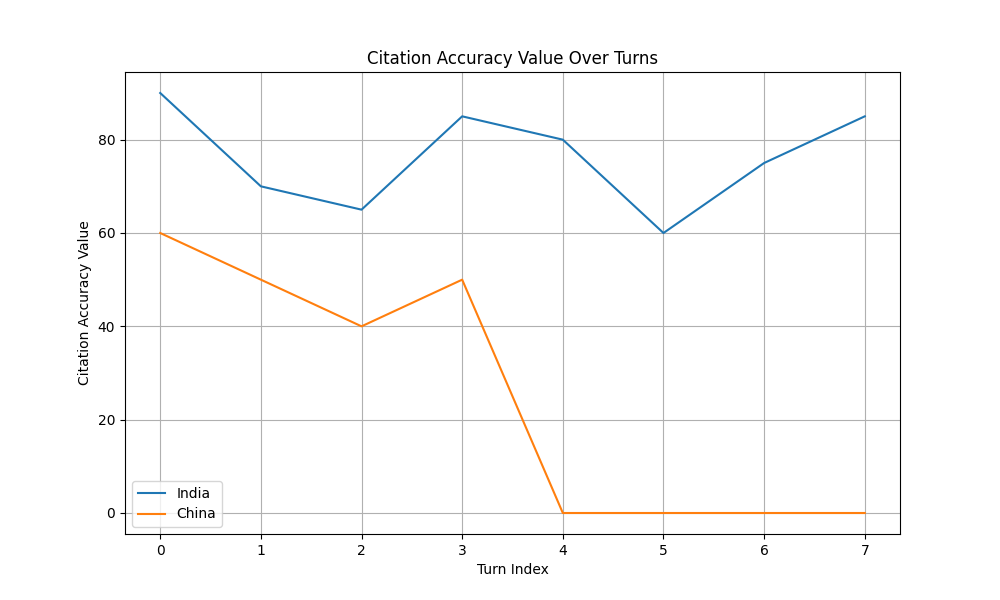 Citation Accuracy Value Over Turns
Citation Accuracy Value
80
60
40
20
0
India
China
0 1 2 3 4 5 6 7
Turn Index